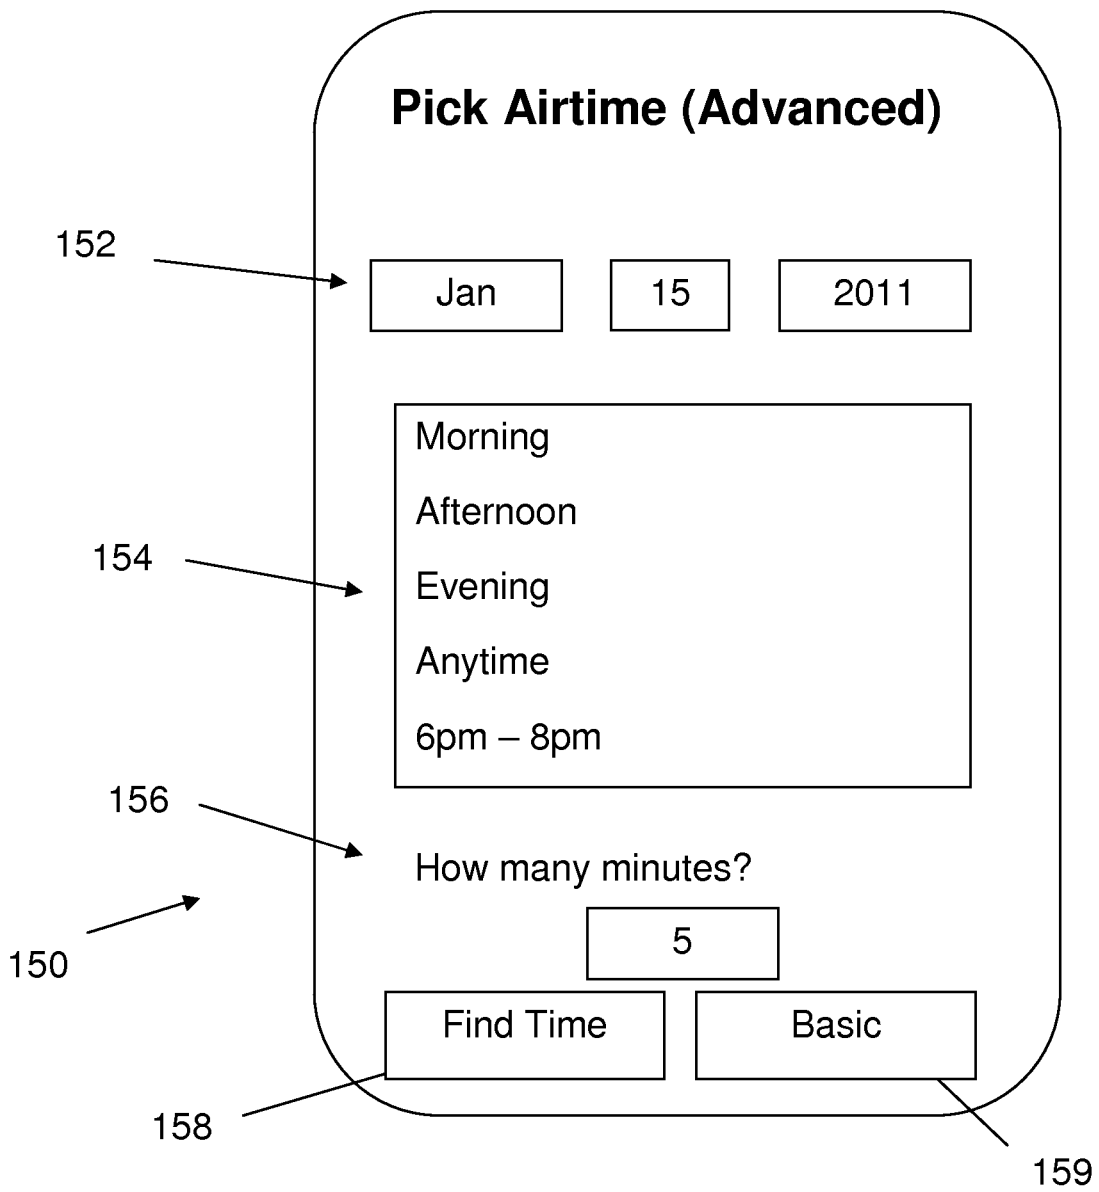 Pick Airtime (Advanced)
152
Jan 15 2011
Morning
Afternoon
154
Evening
Anytime
6pm – 8pm
156
How many minutes?
150
5
Find Time Basic
158
159